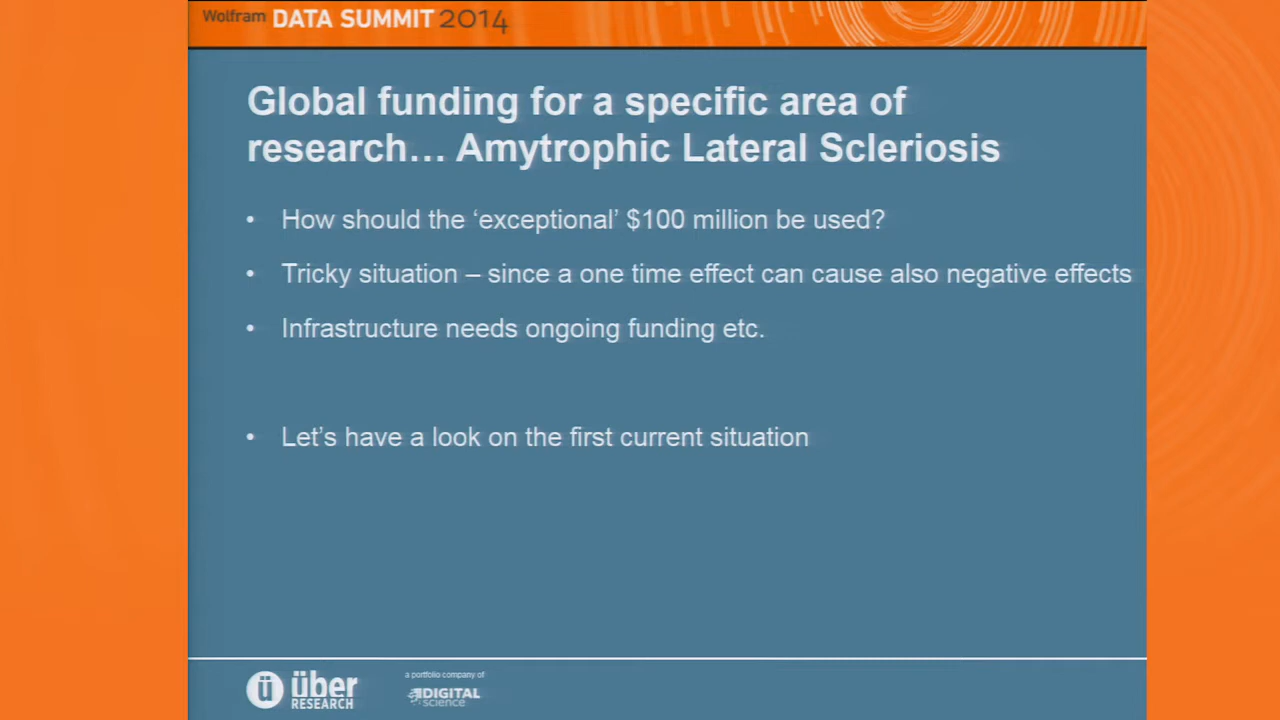 Wolfram DATA SUMMIT 2014
Global funding for a specific area of
research… Amytrophic Lateral Scleriosis
• How should the ‘exceptional’ $100 million be used?
• Tricky situation – since a one time effect can cause also negative effects
• Infrastructure needs ongoing funding etc.
• Let’s have a look on the first current situation
ü über
RESEARCH
a portfolio company of
DIGITAL
science